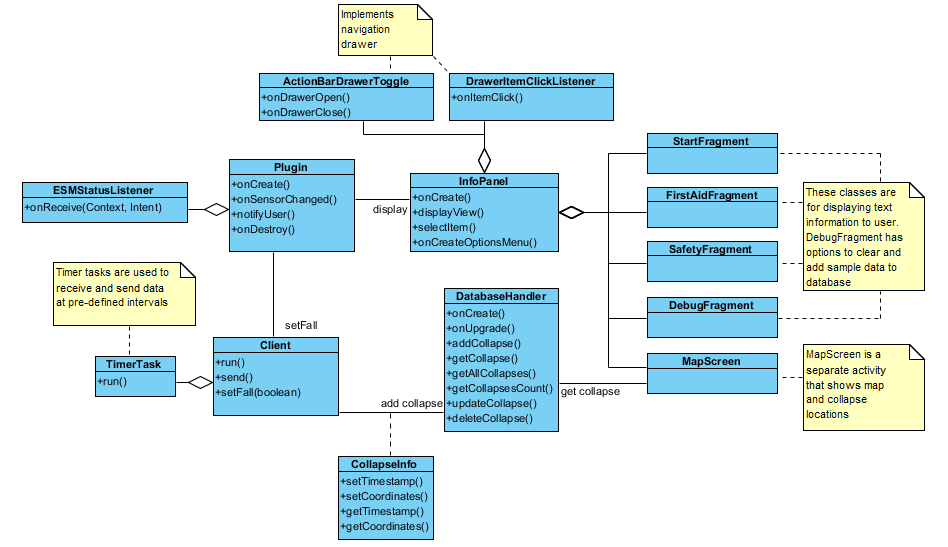 Implements
navigation
drawer
ActionBarDrawerToggle
+onDrawerOpen()
+onDrawerClose()
DrawerItemClickListener
+onItemClick()
StartFragment
Plugin
+onCreate()
+onSensorChanged()
+notifyUser()
+onDestroy()
ESMStatusListener
+onReceive(Context, Intent)
display
InfoPanel
+onCreate()
+displayView()
+selectItem()
+onCreateOptionsMenu()
FirstAidFragment
These classes are
for displaying text
information to user.
DebugFragment has
options to clear and
add sample data to
database
SafetyFragment
DebugFragment
Timer tasks are used to
receive and send data
at pre-defined intervals
setFall
DatabaseHandler
+onCreate()
+onUpgrade()
+addCollapse()
+getCollapse()
+getAllCollapses()
+getCollapsesCount()
+updateCollapse()
+deleteCollapse()
TimerTask
+run()
Client
+run()
+send()
+setFall(boolean)
add collapse
get collapse
MapScreen
MapScreen is a
separate activity
that shows map
and collapse
locations
CollapseInfo
+setTimestamp()
+setCoordinates()
+getTimestamp()
+getCoordinates()